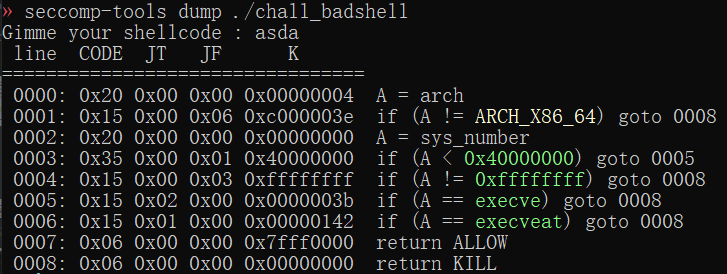 » seccomp-tools dump ./chall_badshell
Gimme your shellcode : asda
 line  CODE  JT   JF      K
=================================
 0000: 0x20 0x00 0x00 0x00000004  A = arch
 0001: 0x15 0x00 0x06 0xc000003e  if (A != ARCH_X86_64) goto 0008
 0002: 0x20 0x00 0x00 0x00000000  A = sys_number
 0003: 0x35 0x00 0x01 0x40000000  if (A < 0x40000000) goto 0005
 0004: 0x15 0x00 0x03 0xffffffff  if (A != 0xffffffff) goto 0008
 0005: 0x15 0x02 0x00 0x0000003b  if (A == execve) goto 0008
 0006: 0x15 0x01 0x00 0x00000142  if (A == execveat) goto 0008
 0007: 0x06 0x00 0x00 0x7fff0000  return ALLOW
 0008: 0x06 0x00 0x00 0x00000000  return KILL